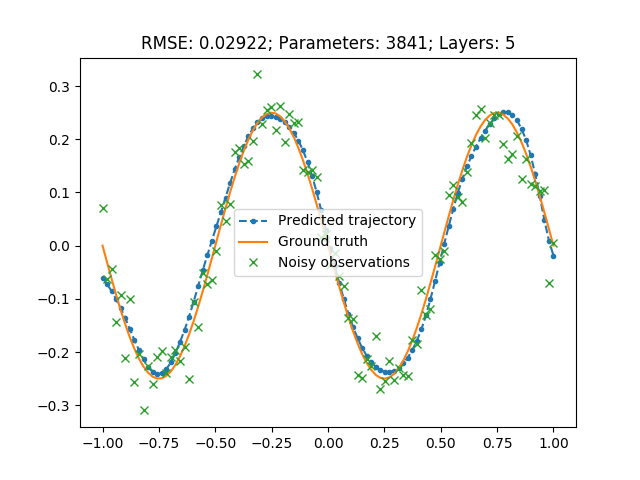 RMSE: 0.02922; Parameters: 3841; Layers: 5
0.3
0.2
0.1
0.0
−0.1
−0.2
−0.3
Predicted trajectory
Ground truth
Noisy observations
−1.00 −0.75 −0.50 −0.25 0.00 0.25 0.50 0.75 1.00